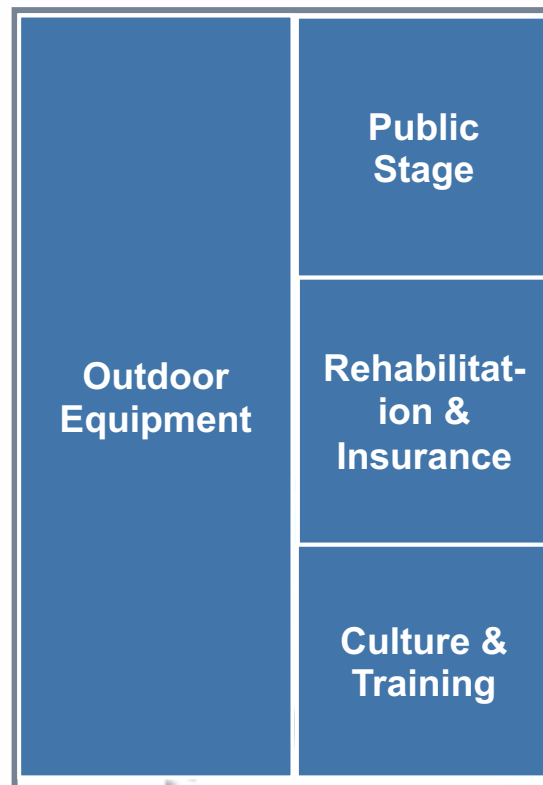 Outdoor
Equipment
Public
Stage
Rehabilitat-
ion &
Insurance
Culture &
Training